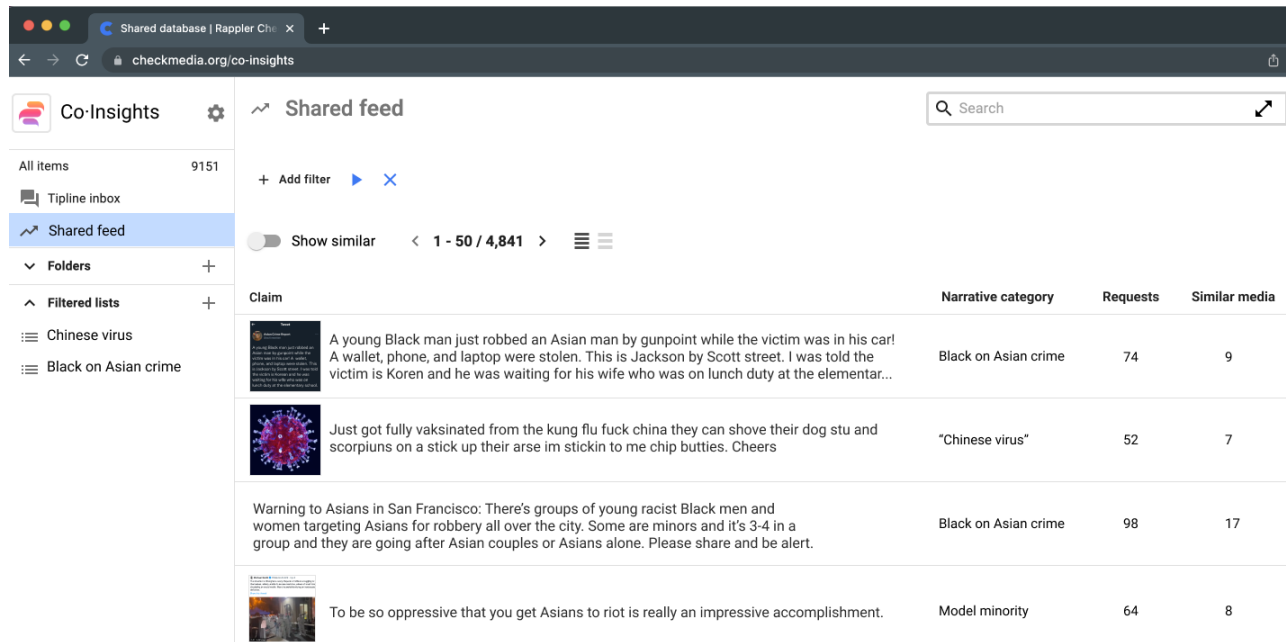 Shared database | Rappler Che
checkmedia.org/co-insights
Co·Insights
Shared feed
Search
All items 9151
Tipline inbox
Shared feed
Folders
Filtered lists
Chinese virus
Black on Asian crime
+ Add filter
Show similar
1 - 50 / 4,841
Claim Narrative category Requests Similar media
A young Black man just robbed an Asian man by gunpoint while the victim was in his car!
A wallet, phone, and laptop were stolen. This is Jackson by Scott street. I was told the
victim is Koren and he was waiting for his wife who was on lunch duty at the elementar...
Black on Asian crime 74 9
Just got fully vaksinated from the kung flu fuck china they can shove their dog stu and
scorpiuns on a stick up their arse im stickin to me chip butties. Cheers
“Chinese virus” 52 7
Warning to Asians in San Francisco: There’s groups of young racist Black men and
women targeting Asians for robbery all over the city. Some are minors and it’s 3-4 in a
group and they are going after Asian couples or Asians alone. Please share and be alert.
Black on Asian crime 98 17
To be so oppressive that you get Asians to riot is really an impressive accomplishment.
Model minority 64 8